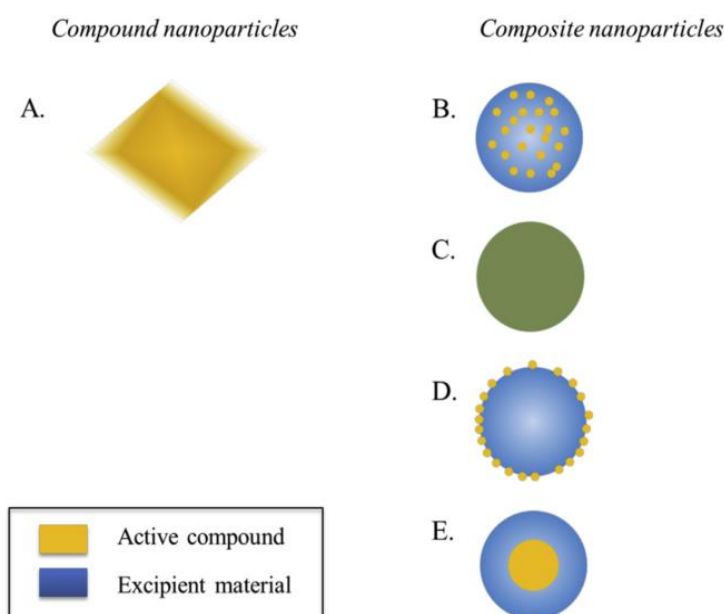 Compound nanoparticles
Composite nanoparticles
A.
B.
C.
D.
E.
Active compound
Excipient material